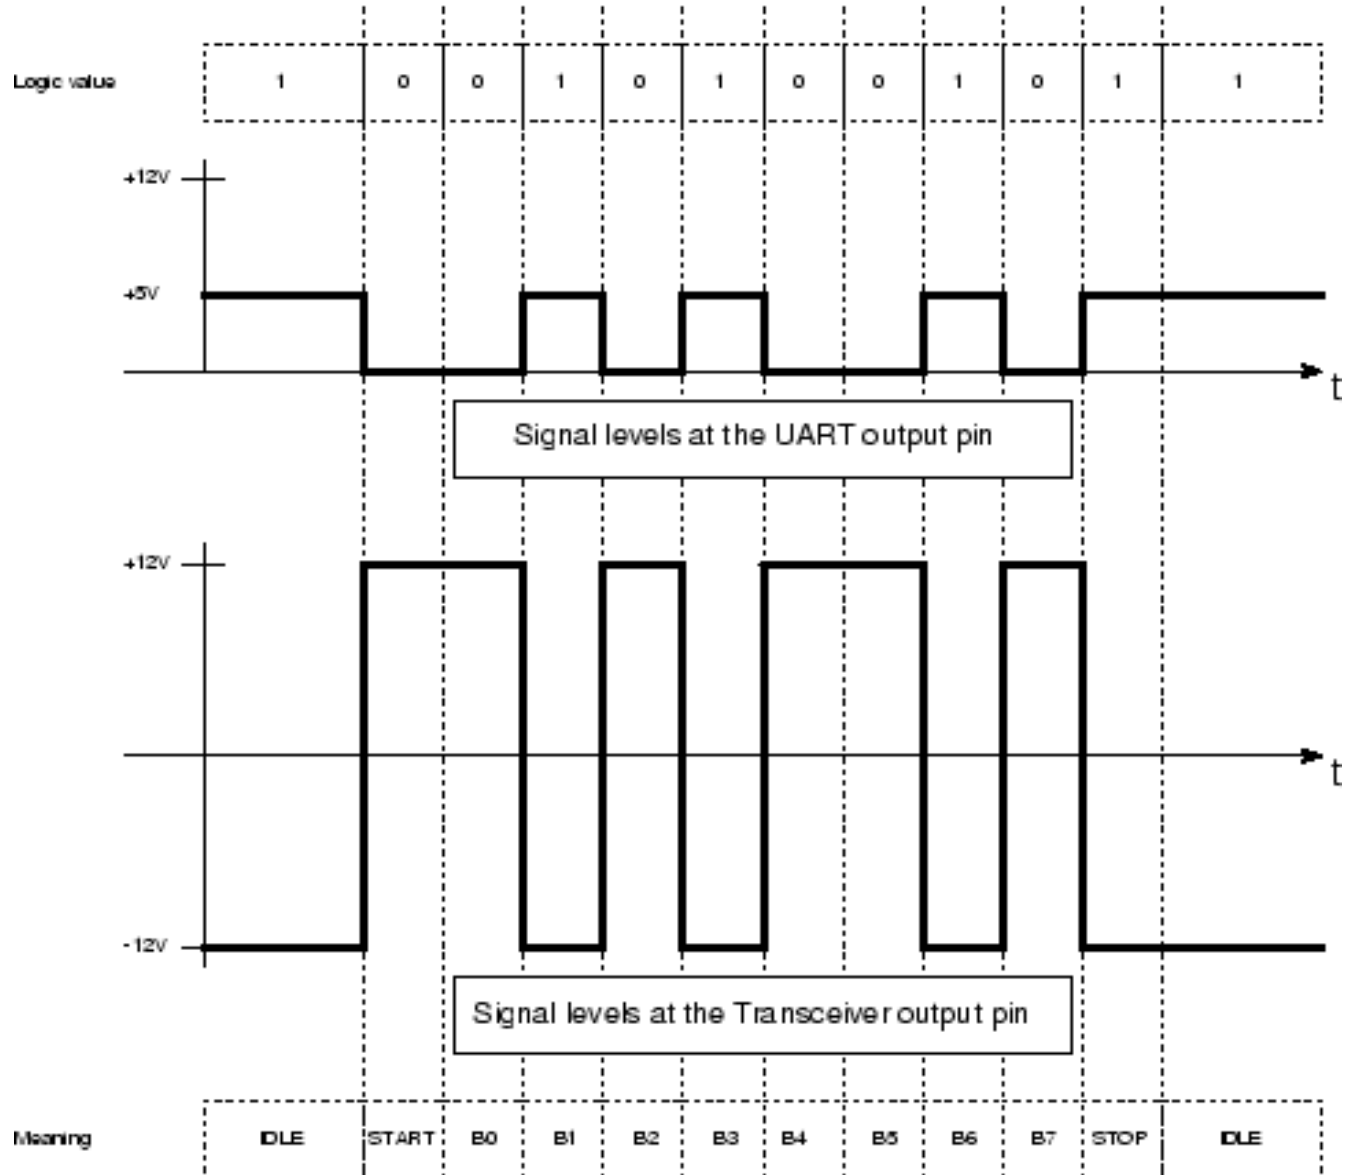 Logic value 1 0 0 1 0 1 0 0 1 0 1 1
+12V
+5V
t
Signal levels at the UART output pin
+12V
t
-12V
Signal levels at the Transceiver output pin
Meaning IDLE START B0 B1 B2 B3 B4 B5 B6 B7 STOP IDLE